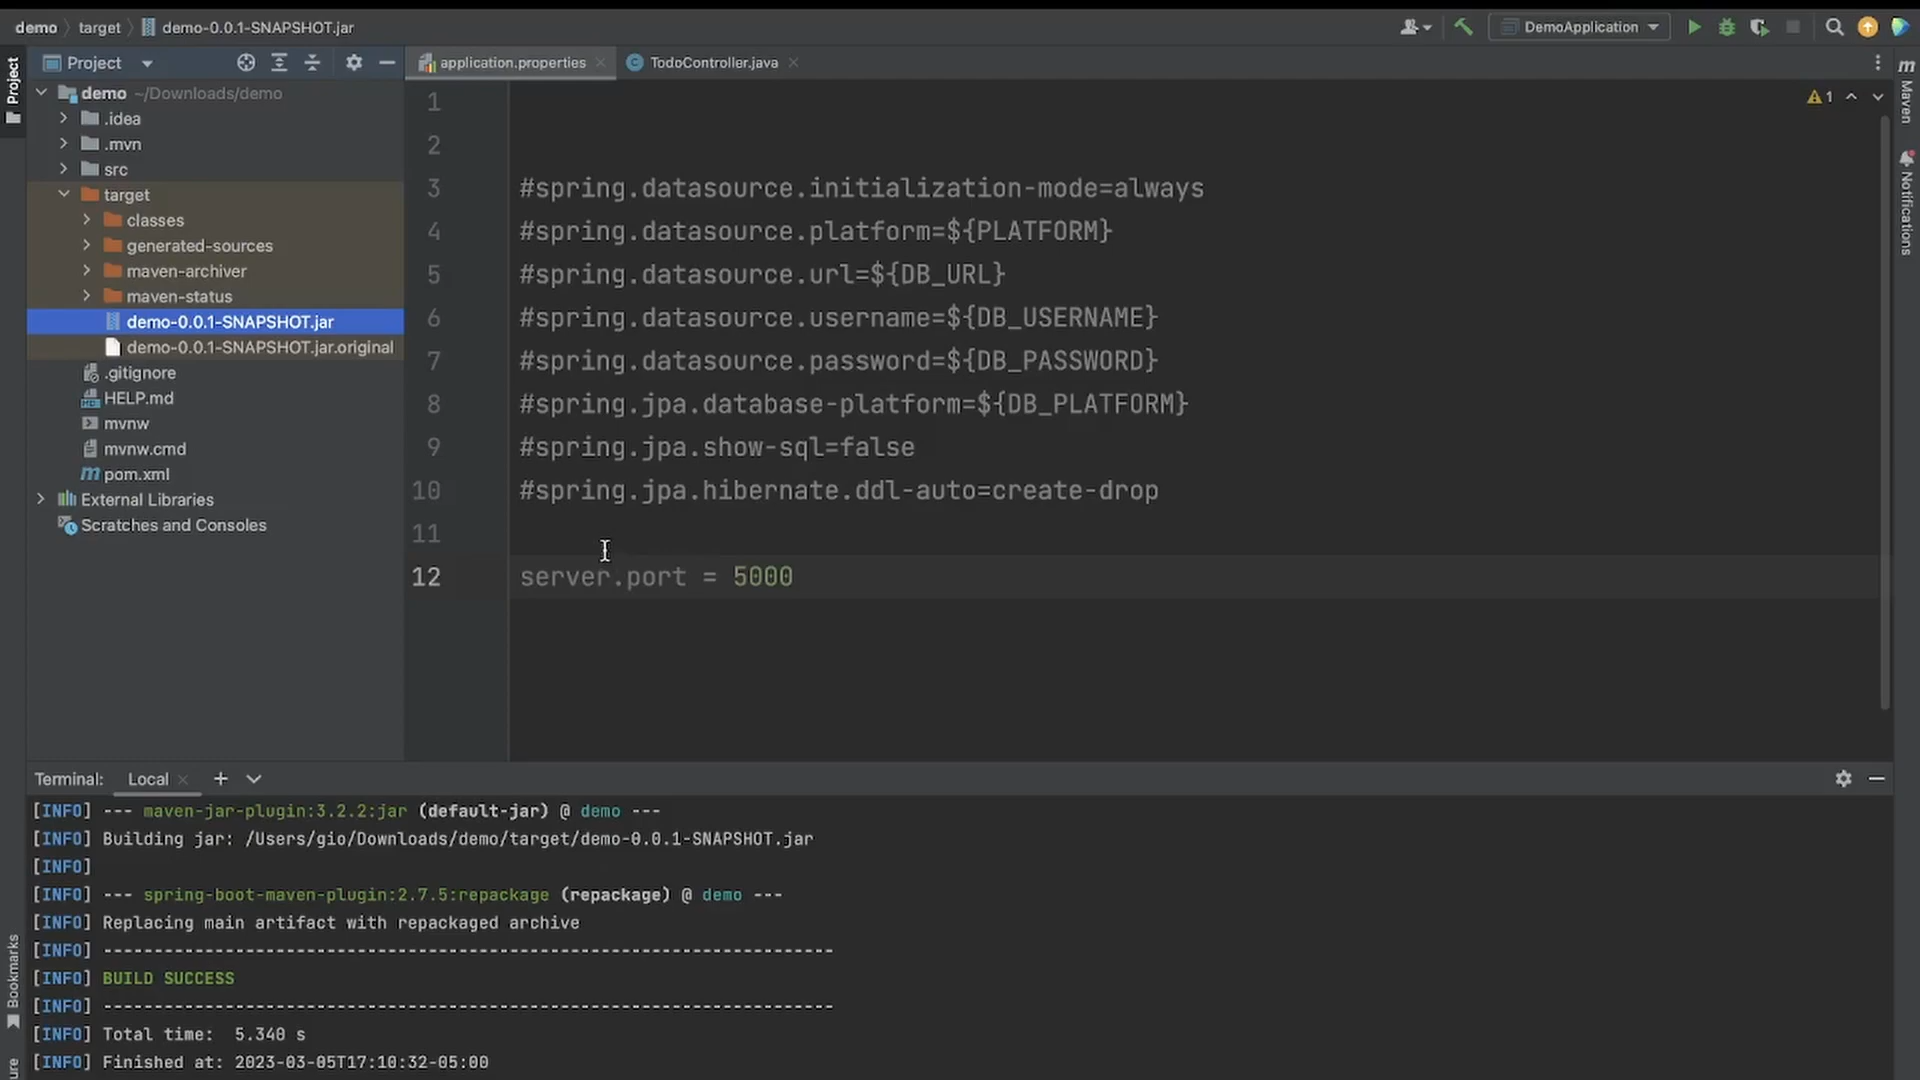 demo target demo-0.0.1-SNAPSHOT.jar
DemoApplication
Project
application.properties
TodoController.java
Project
demo ~/Downloads/demo
.idea
.mvn
src
target
classes
generated-sources
maven-archiver
maven-status
demo-0.0.1-SNAPSHOT.jar
demo-0.0.1-SNAPSHOT.jar.original
.gitignore
HELP.md
mvnw
mvnw.cmd
pom.xml
External Libraries
Scratches and Consoles
1
2
3 #spring.datasource.initialization-mode=always
4 #spring.datasource.platform=${PLATFORM}
5 #spring.datasource.url=${DB_URL}
6 #spring.datasource.username=${DB_USERNAME}
7 #spring.datasource.password=${DB_PASSWORD}
8 #spring.jpa.database-platform=${DB_PLATFORM}
9 #spring.jpa.show-sql=false
10 #spring.jpa.hibernate.ddl-auto=create-drop
11
12 server.port = 5000
1
m
Maven
Notifications
Terminal: Local
[INFO] --- maven-jar-plugin:3.2.2:jar (default-jar) @ demo ---
[INFO] Building jar: /Users/gio/Downloads/demo/target/demo-0.0.1-SNAPSHOT.jar
[INFO]
[INFO] --- spring-boot-maven-plugin:2.7.5:repackage (repackage) @ demo ---
[INFO] Replacing main artifact with repackaged archive
[INFO] ------------------------------------------------------------------------
[INFO] BUILD SUCCESS
[INFO] ------------------------------------------------------------------------
[INFO] Total time:  5.340 s
[INFO] Finished at: 2023-03-05T17:10:32-05:00
Bookmarks